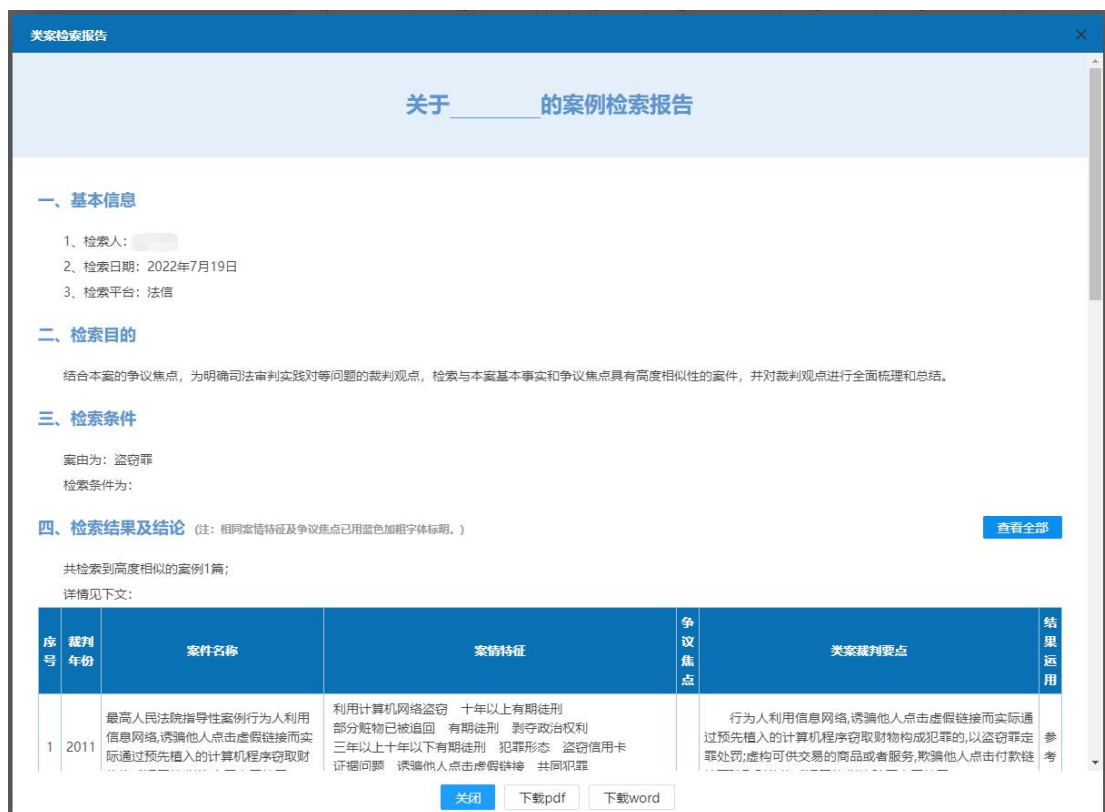 类案检索报告
关于________的案例检索报告
一、基本信息
1、检索人：
2、检索日期：2022年7月19日
3、检索平台：法信
二、检索目的
结合本案的争议焦点，为明确司法审判实践对等问题的裁判观点，检索与本案基本事实和争议焦点具有高度相似性的案件，并对裁判观点进行全面梳理和总结。
三、检索条件
案由为：盗窃罪
检索条件为：
四、检索结果及结论 (注：相同案情特征及争议焦点已用蓝色加粗字体标明。)
查看全部
共检索到高度相似的案例1篇；
详情见下文：
序号
裁判年份
案件名称
案情特征
争议焦点
类案裁判要点
结果运用
1
2011
最高人民法院指导性案例行为人利用
信息网络,诱骗他人点击虚假链接而实
际通过预先植入的计算机程序窃取财
利用计算机网络盗窃 十年以上有期徒刑
部分赃物已被追回 有期徒刑 剥夺政治权利
三年以上十年以下有期徒刑 犯罪形态 盗窃信用卡
证据问题 诱骗他人点击虚假链接 共同犯罪
行为人利用信息网络,诱骗他人点击虚假链接而实际通
过预先植入的计算机程序窃取财物构成犯罪的,以盗窃罪定
罪处罚;虚构可供交易的商品或者服务,欺骗他人点击付款链
参考
关闭
下载pdf
下载word